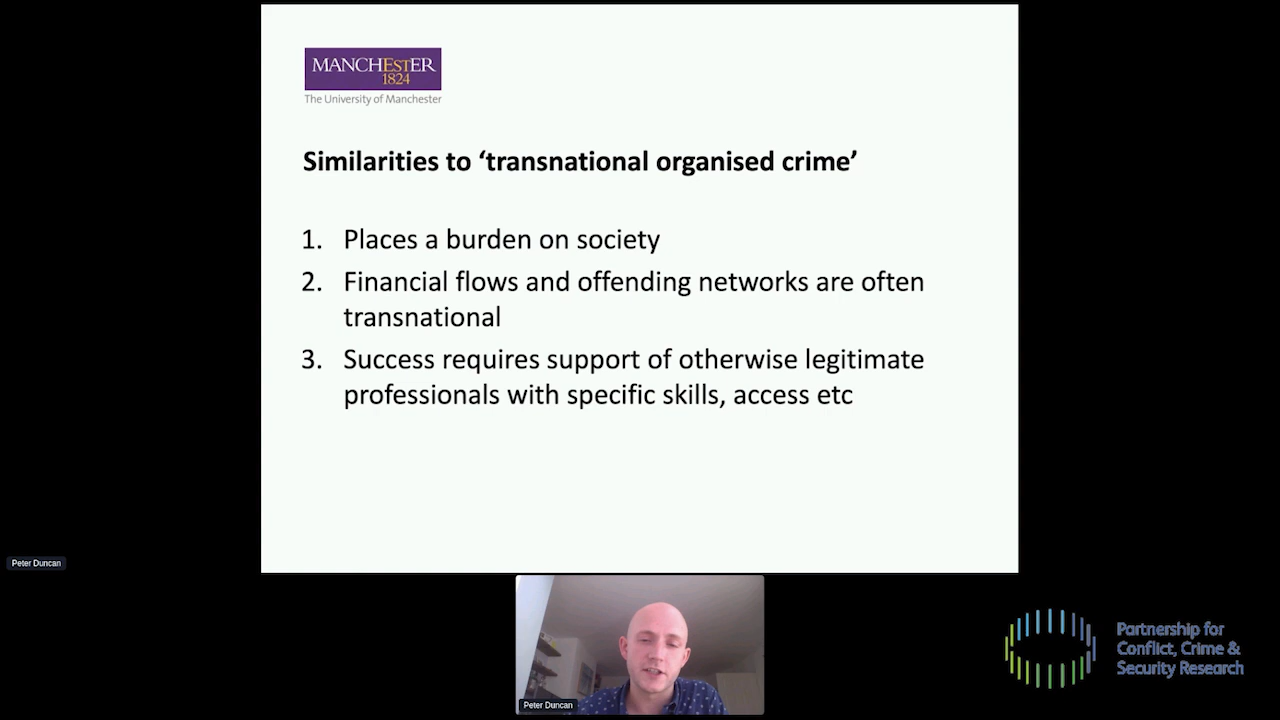 MANCHESTER
1824
The University of Manchester
Similarities to ‘transnational organised crime’
1. Places a burden on society
2. Financial flows and offending networks are often
transnational
3. Success requires support of otherwise legitimate
professionals with specific skills, access etc
Peter Duncan
Peter Duncan
Partnership for
Conflict, Crime &
Security Research